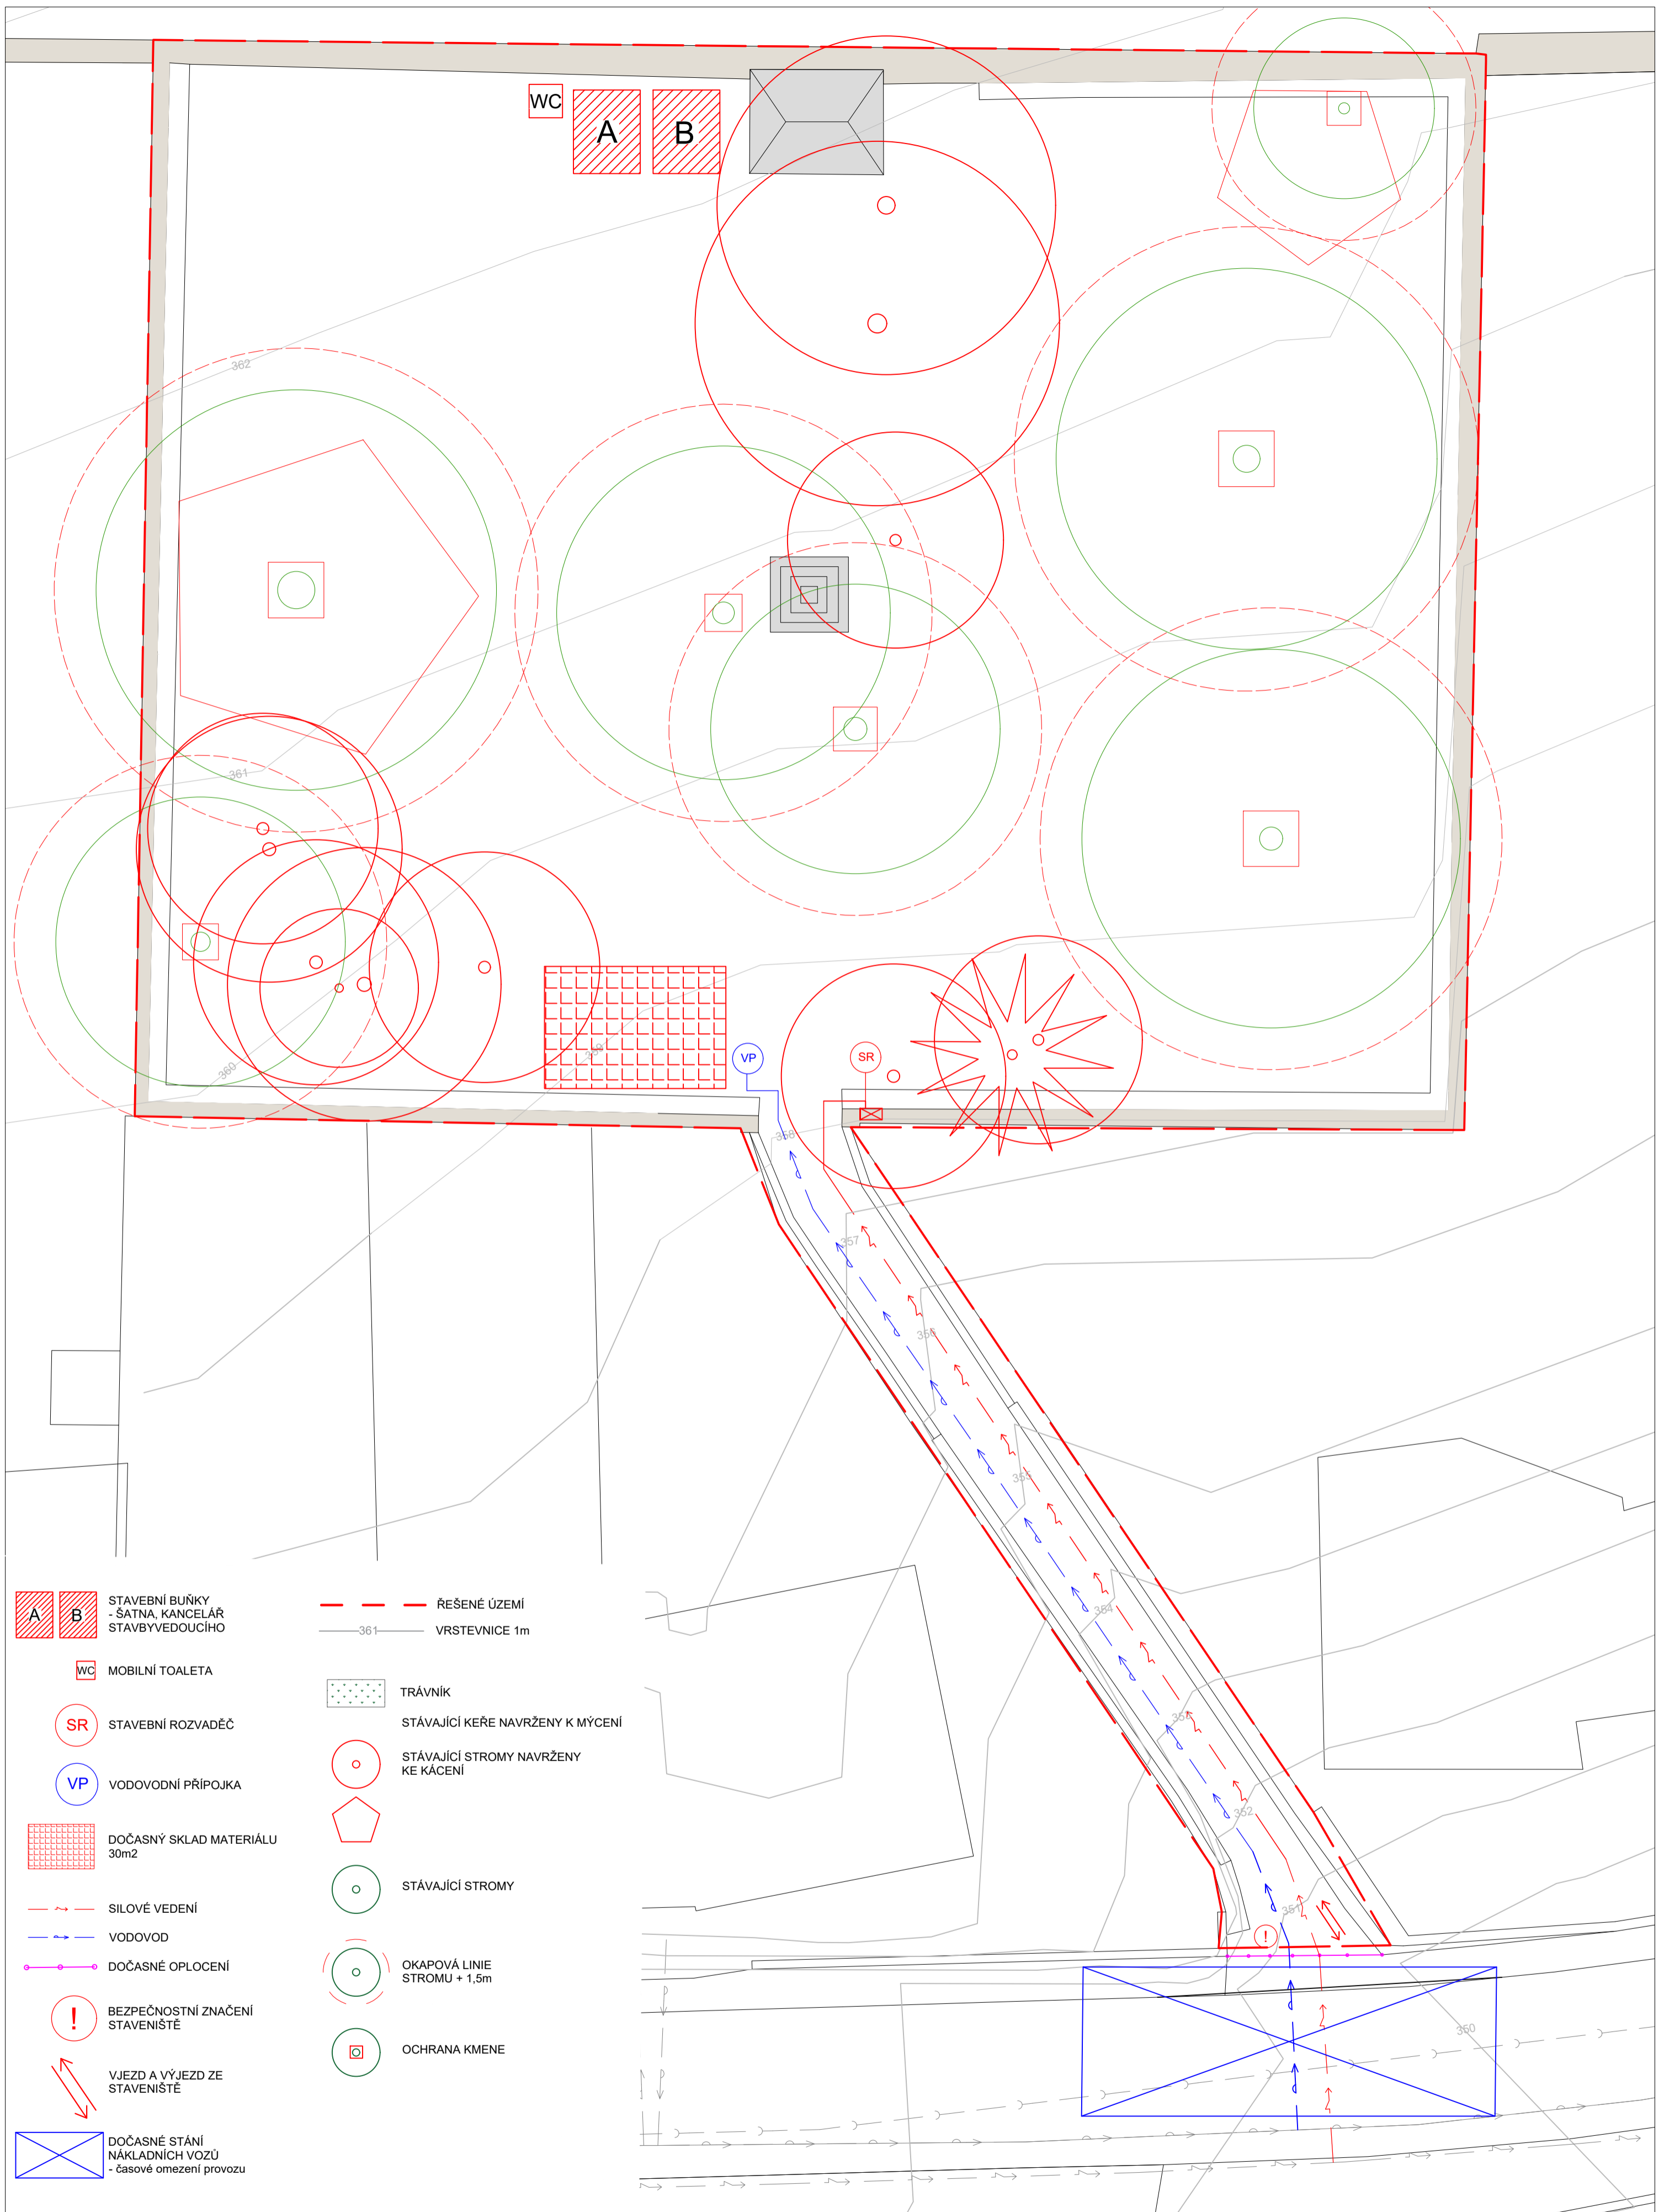 WC
A
B
362
361
360
359
VP
SR
358
357
356
355
354
353
352
351
!
350
A
B
STAVEBNÍ BUŇKY
- ŠATNA, KANCELÁŘ
STAVBYVEDOUCÍHO
WC
MOBILNÍ TOALETA
SR
STAVEBNÍ ROZVADĚČ
VP
VODOVODNÍ PŘÍPOJKA
DOČASNÝ SKLAD MATERIÁLU
30m2
SILOVÉ VEDENÍ
VODOVOD
DOČASNÉ OPLOCENÍ
!
BEZPEČNOSTNÍ ZNAČENÍ
STAVENIŠTĚ
VJEZD A VÝJEZD ZE
STAVENIŠTĚ
DOČASNÉ STÁNÍ
NÁKLADNÍCH VOZŮ
- časové omezení provozu
ŘEŠENÉ ÚZEMÍ
361
VRSTEVNICE 1m
TRÁVNÍK
STÁVAJÍCÍ KEŘE NAVRŽENY K MÝCENÍ
STÁVAJÍCÍ STROMY NAVRŽENY
KE KÁCENÍ
STÁVAJÍCÍ STROMY
OKAPOVÁ LINIE
STROMU + 1,5m
OCHRANA KMENE